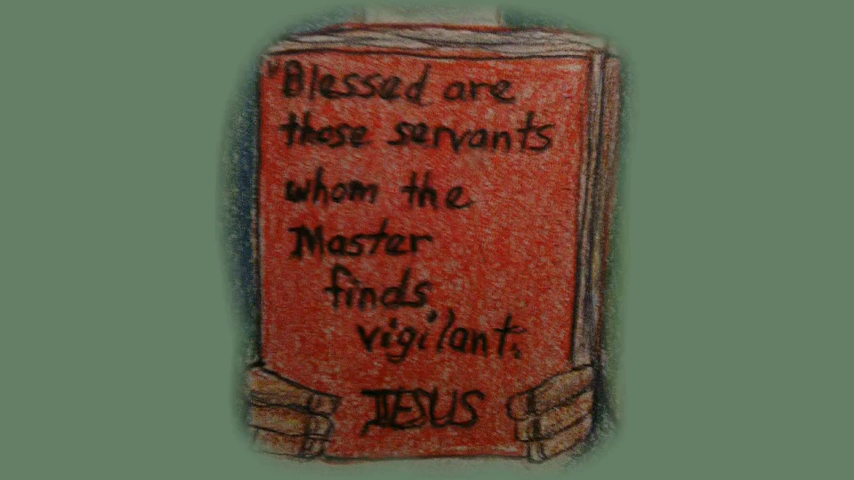 "Blessed are
those servants
whom the
Master
finds
vigilant.
JESUS